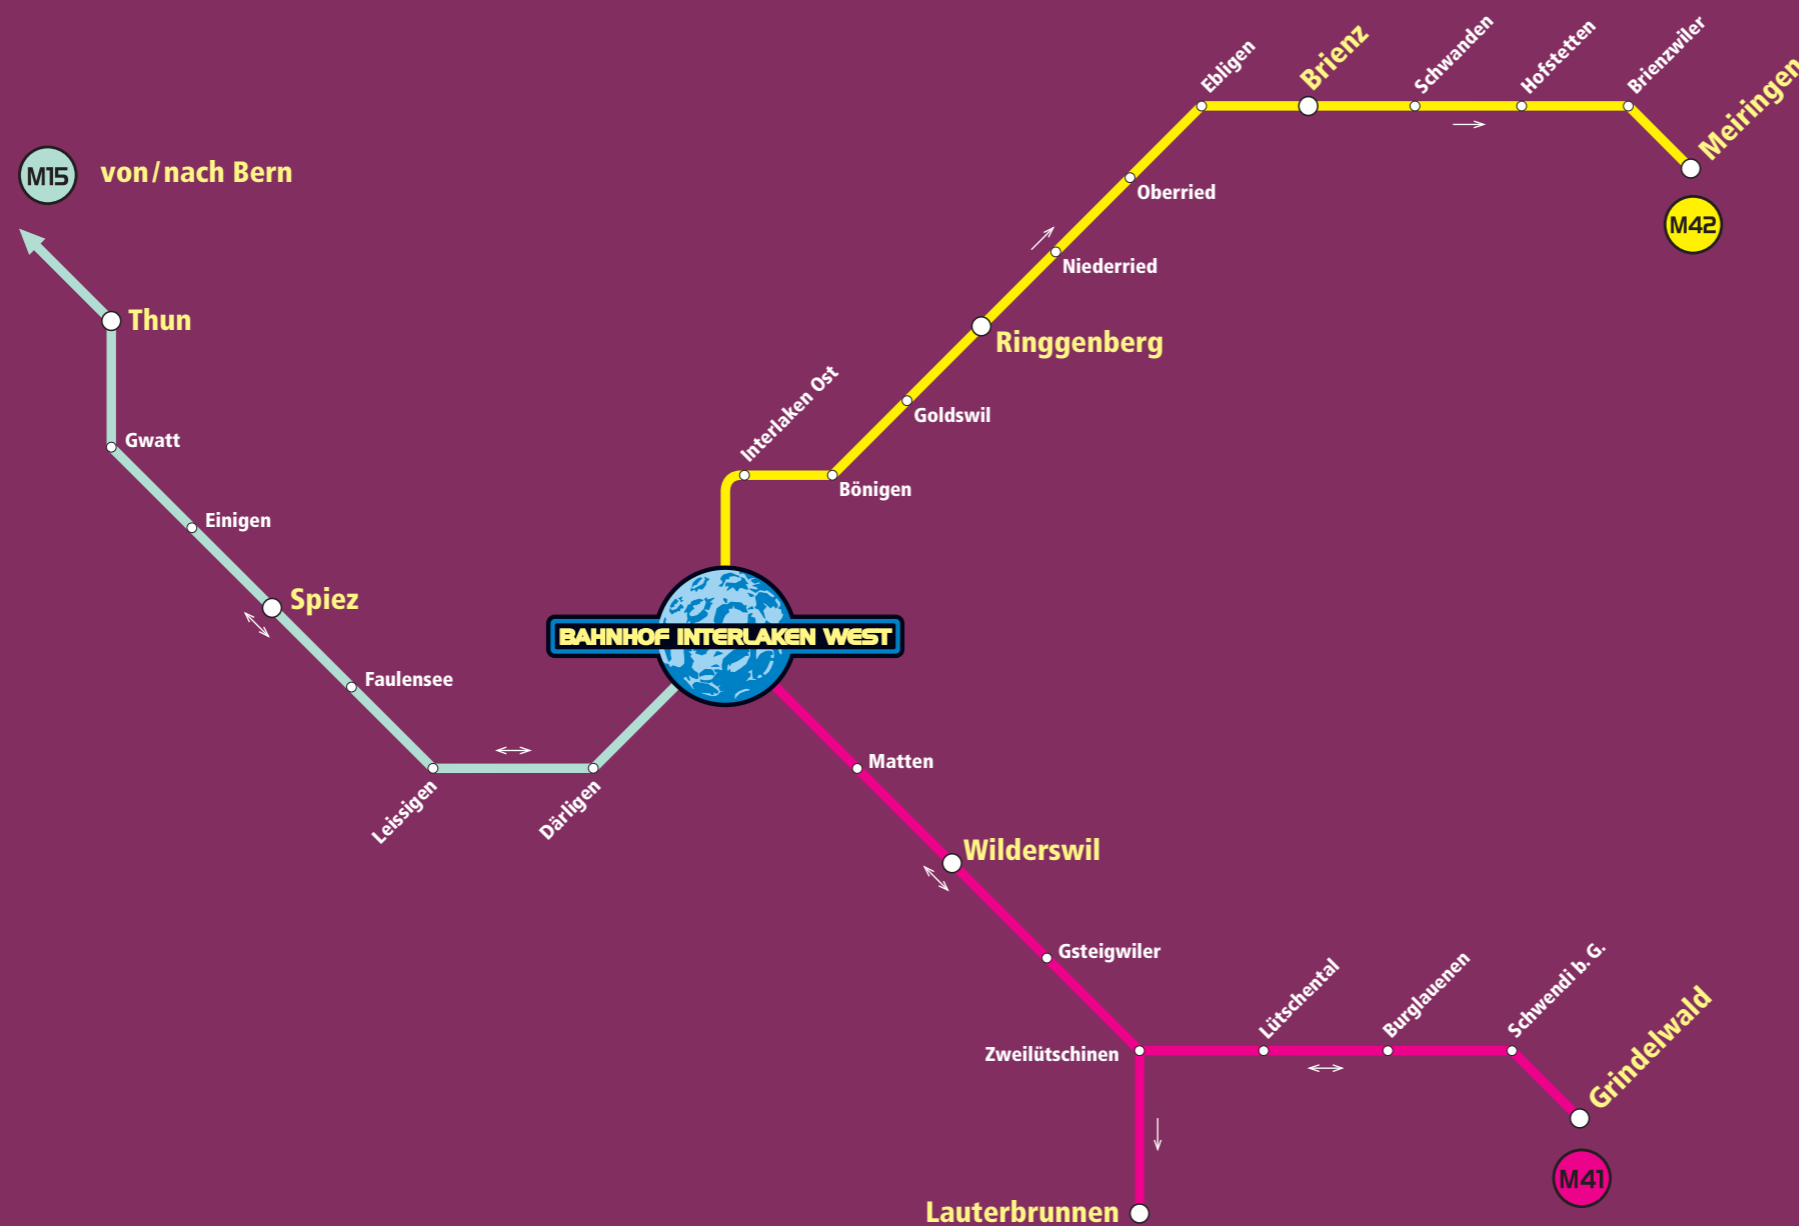 Ebligen
Brienz
Schwanden
Hofstetten
Brienzwiler
Meiringen
M15
von/nach Bern
Oberried
M42
Niederried
Thun
Ringgenberg
Interlaken Ost
Goldswil
Gwatt
Bönigen
Einigen
Spiez
BAHNHOF INTERLAKEN WEST
Faulensee
Leissigen
Därligen
Matten
Wilderswil
Gsteigwiler
Zweilütschinen
Lütschental
Burglauenen
Schwendi b. G.
Grindelwald
M41
Lauterbrunnen